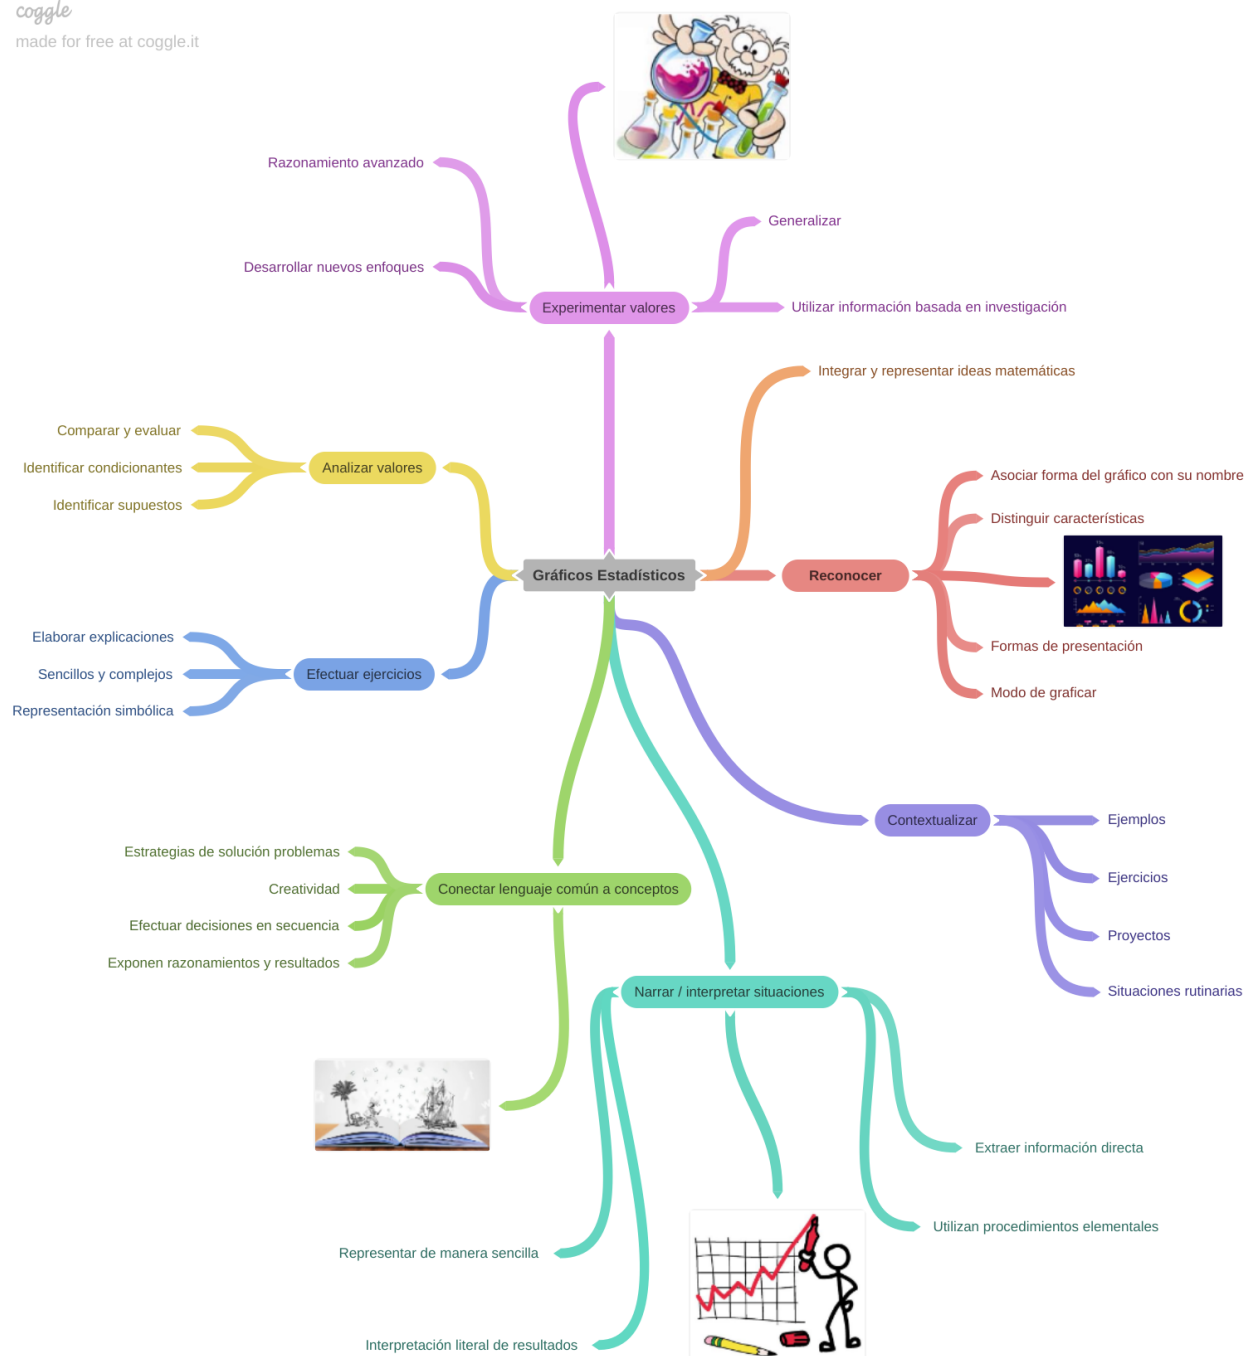 coggle
made for free at coggle.it
Razonamiento avanzado
Desarrollar nuevos enfoques
Experimentar valores
Generalizar
Utilizar información basada en investigación
Integrar y representar ideas matemáticas
Comparar y evaluar
Identificar condicionantes
Identificar supuestos
Analizar valores
Gráficos Estadísticos
Reconocer
Asociar forma del gráfico con su nombre
Distinguir características
Formas de presentación
Modo de graficar
Elaborar explicaciones
Sencillos y complejos
Representación simbólica
Efectuar ejercicios
Contextualizar
Ejemplos
Ejercicios
Proyectos
Situaciones rutinarias
Estrategias de solución problemas
Creatividad
Efectuar decisiones en secuencia
Exponen razonamientos y resultados
Conectar lenguaje común a conceptos
Narrar / interpretar situaciones
Extraer información directa
Utilizan procedimientos elementales
Representar de manera sencilla
Interpretación literal de resultados